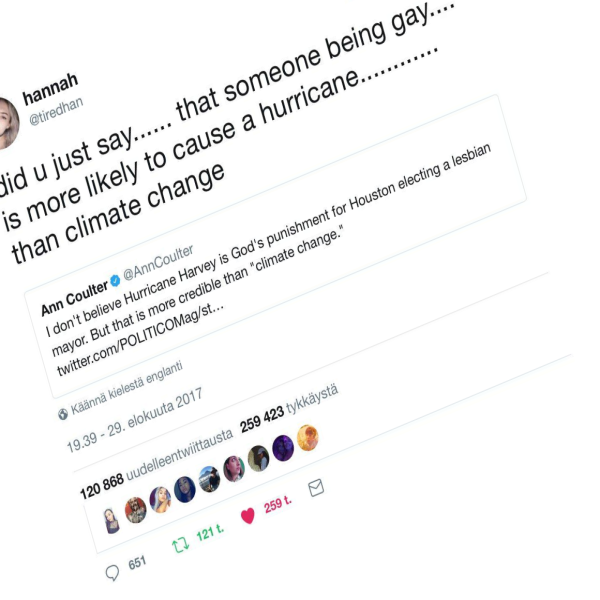 hannah
@tiredhan
did u just say...... that someone being gay....
is more likely to cause a hurricane............
than climate change
Ann Coulter @AnnCoulter
I don't believe Hurricane Harvey is God's punishment for Houston electing a lesbian
mayor. But that is more credible than "climate change."
twitter.com/POLITICOMag/st…
Käännä kielestä englanti
19.39 - 29. elokuuta 2017
120 868 uudelleentwiittausta 259 423 tykkäystä
651 121 t. 259 t.